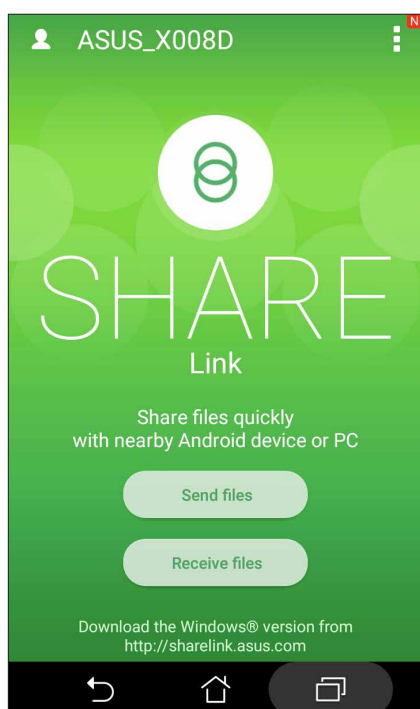 ASUS_X008D
N
SHARE
Link
Share files quickly
with nearby Android device or PC
Send files
Receive files
Download the Windows® version from
http://sharelink.asus.com